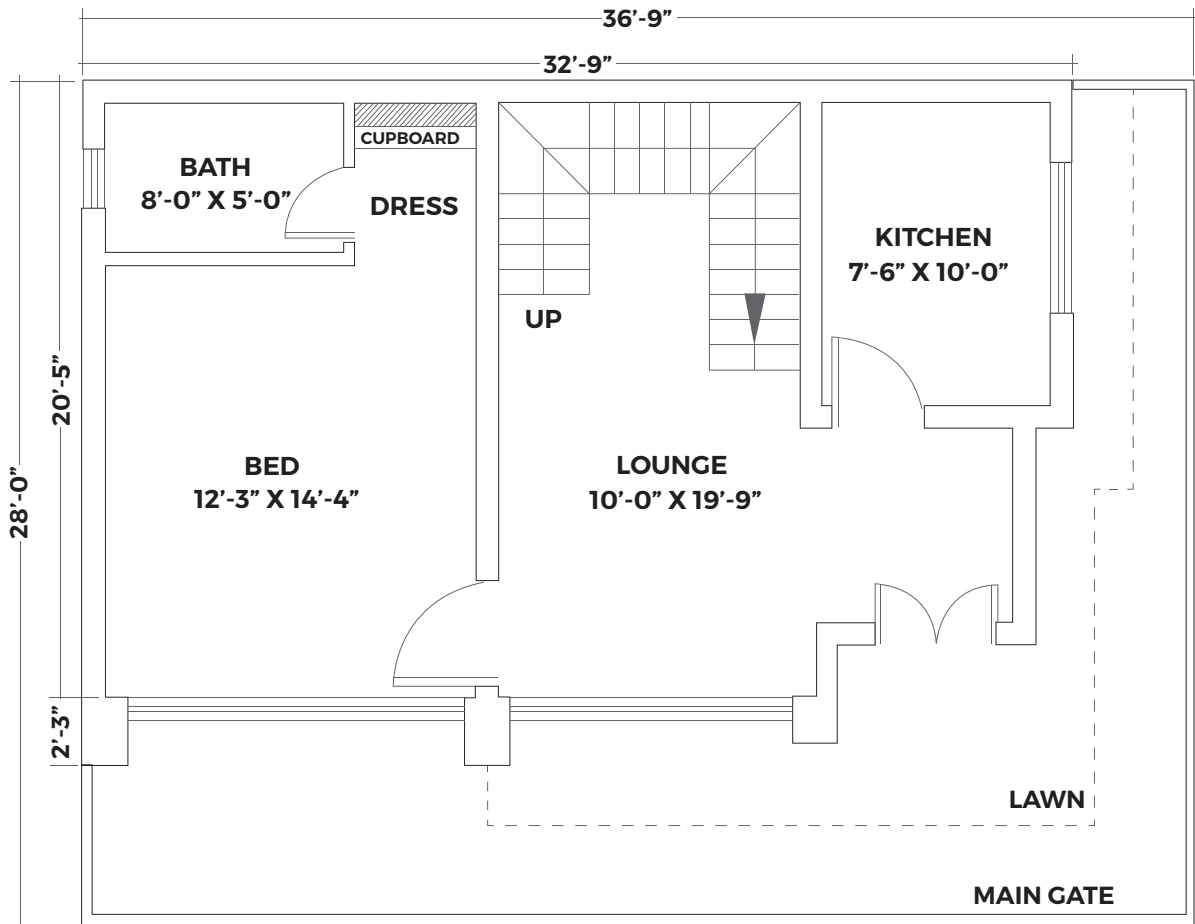 36’-9”
32’-9”
CUPBOARD
BATH
8’-0” X 5’-0”
DRESS
KITCHEN
7’-6” X 10’-0”
UP
20’-5”
28’-0”
BED
12’-3” X 14’-4”
LOUNGE
10’-0” X 19’-9”
2’-3”
LAWN
MAIN GATE